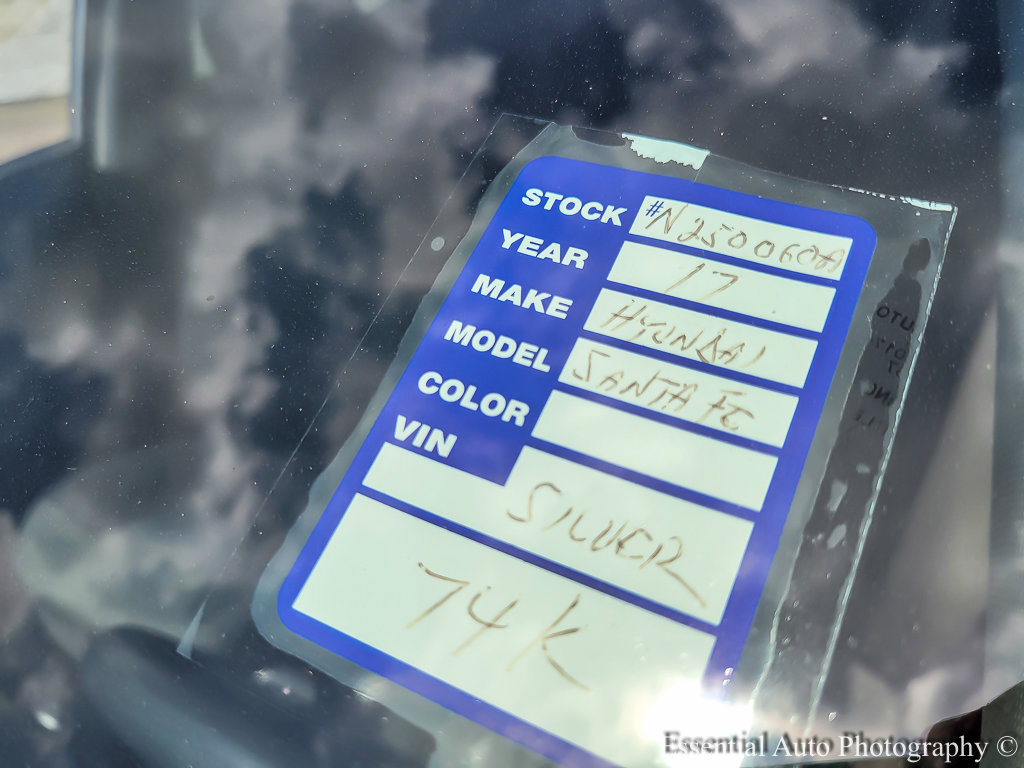 STOCK #N250060A
YEAR 17
MAKE HYUNDAI
MODEL SANTA FE
COLOR
VIN SILVER
74K
Essential Auto Photography ©